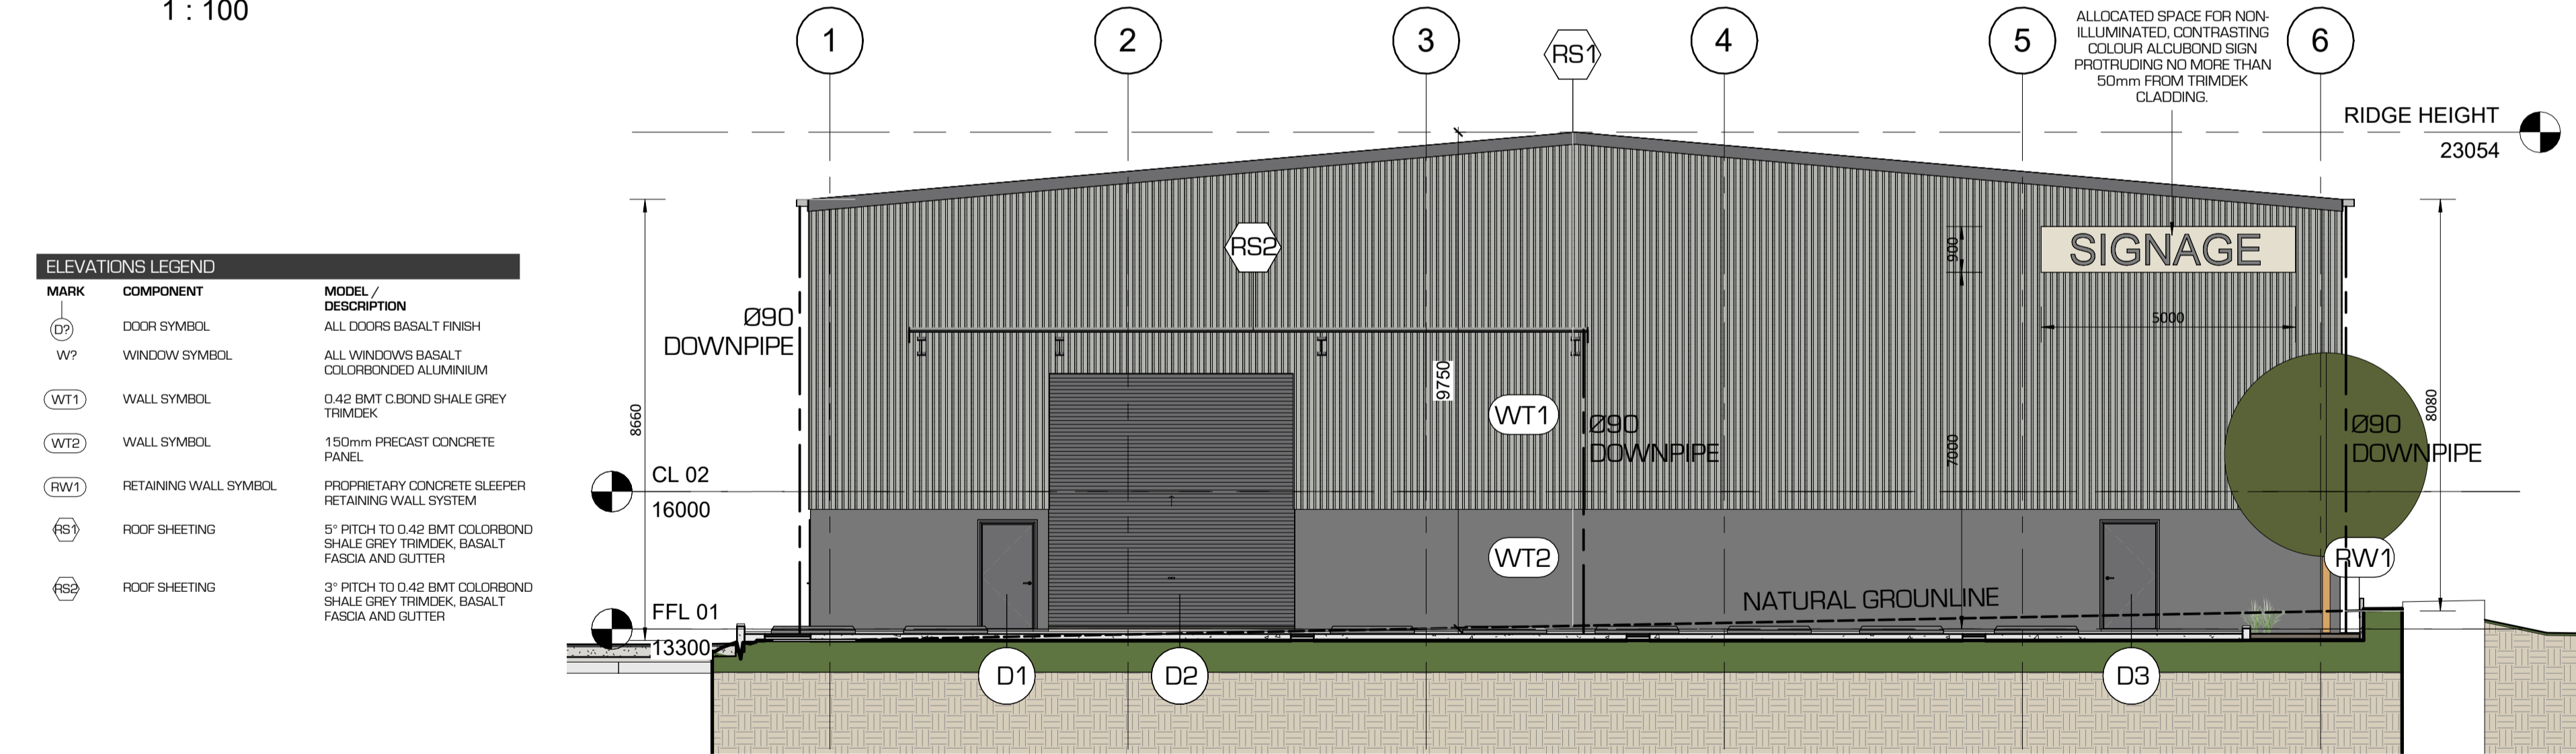 1 : 100
1
2
3
RS1
4
5
6
ALLOCATED SPACE FOR NON-
ILLUMINATED, CONTRASTING
COLOUR ALCUBOND SIGN
PROTRUDING NO MORE THAN
50mm FROM TRIMDEK
CLADDING.
RIDGE HEIGHT
23054
ELEVATIONS LEGEND
MARK COMPONENT MODEL /
DESCRIPTION
D? DOOR SYMBOL ALL DOORS BASALT FINISH
W? WINDOW SYMBOL ALL WINDOWS BASALT
COLORBONDED ALUMINIUM
WT1 WALL SYMBOL 0.42 BMT C.BOND SHALE GREY
TRIMDEK
WT2 WALL SYMBOL 150mm PRECAST CONCRETE
PANEL
RW1 RETAINING WALL SYMBOL PROPRIETARY CONCRETE SLEEPER
RETAINING WALL SYSTEM
RS1 ROOF SHEETING 5° PITCH TO 0.42 BMT COLORBOND
SHALE GREY TRIMDEK, BASALT
FASCIA AND GUTTER
RS2 ROOF SHEETING 3° PITCH TO 0.42 BMT COLORBOND
SHALE GREY TRIMDEK, BASALT
FASCIA AND GUTTER
RS2
900
SIGNAGE
5000
Ø90
DOWNPIPE
8660
9750
WT1
Ø90
DOWNPIPE
7000
Ø90
DOWNPIPE
8080
CL 02
16000
WT2
RW1
NATURAL GROUNLINE
FFL 01
13300
D1
D2
D3